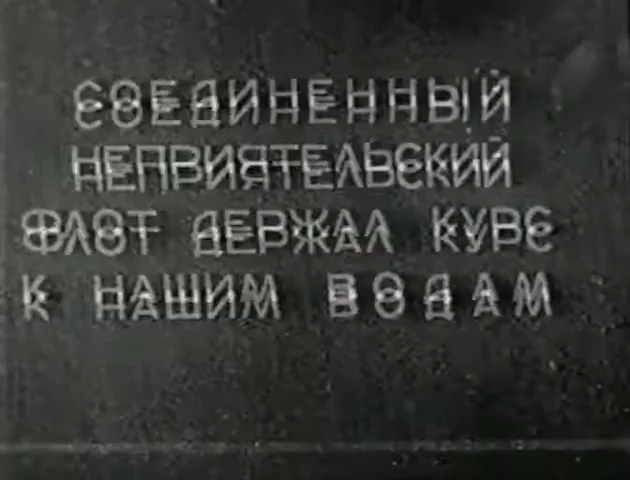 СОЕДИНЕННЫЙ
НЕПРИЯТЕЛЬСКИЙ
ФЛОТ ДЕРЖАЛ КУРС
К НАШИМ ВОДАМ